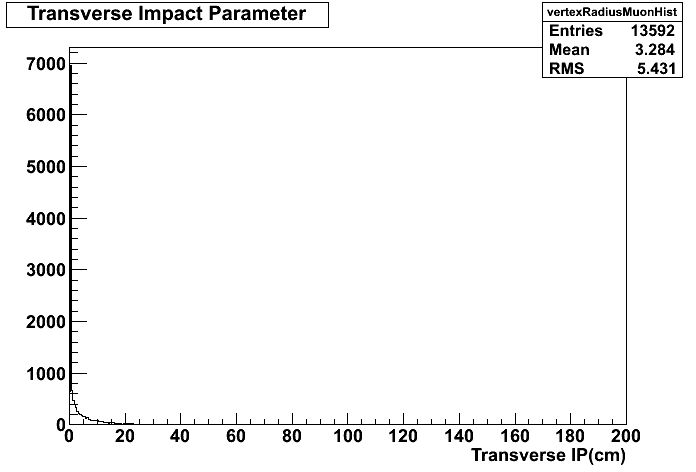 Transverse Impact Parameter
vertexRadiusMuonHist
Entries 13592
Mean 3.284
RMS 5.431
7000
6000
5000
4000
3000
2000
1000
0
0 20 40 60 80 100 120 140 160 180 200
Transverse IP(cm)